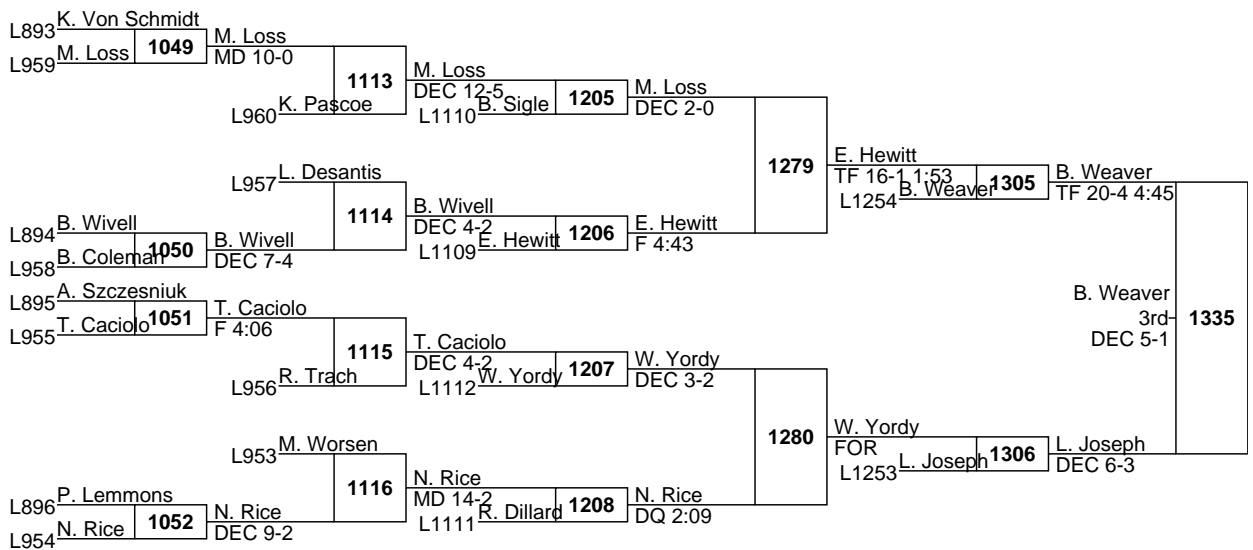 L893 K. Von Schmidt
L959 M. Loss
1049
M. Loss
MD 10-0
L960 K. Pascoe
1113
M. Loss
DEC 12-5
L1110 B. Sigle
1205
M. Loss
DEC 2-0
L957 L. Desantis
L894 B. Wivell
L958 B. Coleman
1050
B. Wivell
DEC 7-4
1114
B. Wivell
DEC 4-2
L1109 E. Hewitt
1206
E. Hewitt
F 4:43
1279
E. Hewitt
TF 16-1 1:53
L1254 B. Weaver
1305
B. Weaver
TF 20-4 4:45
L895 A. Szczesniuk
L955 T. Caciolo
1051
T. Caciolo
F 4:06
L956 R. Trach
1115
T. Caciolo
DEC 4-2
L1112 W. Yordy
1207
W. Yordy
DEC 3-2
L953 M. Worsen
L896 P. Lemmons
L954 N. Rice
1052
N. Rice
DEC 9-2
1116
N. Rice
MD 14-2
L1111 R. Dillard
1208
N. Rice
DQ 2:09
1280
W. Yordy
FOR
L1253 L. Joseph
1306
L. Joseph
DEC 6-3
B. Weaver
3rd
DEC 5-1
1335